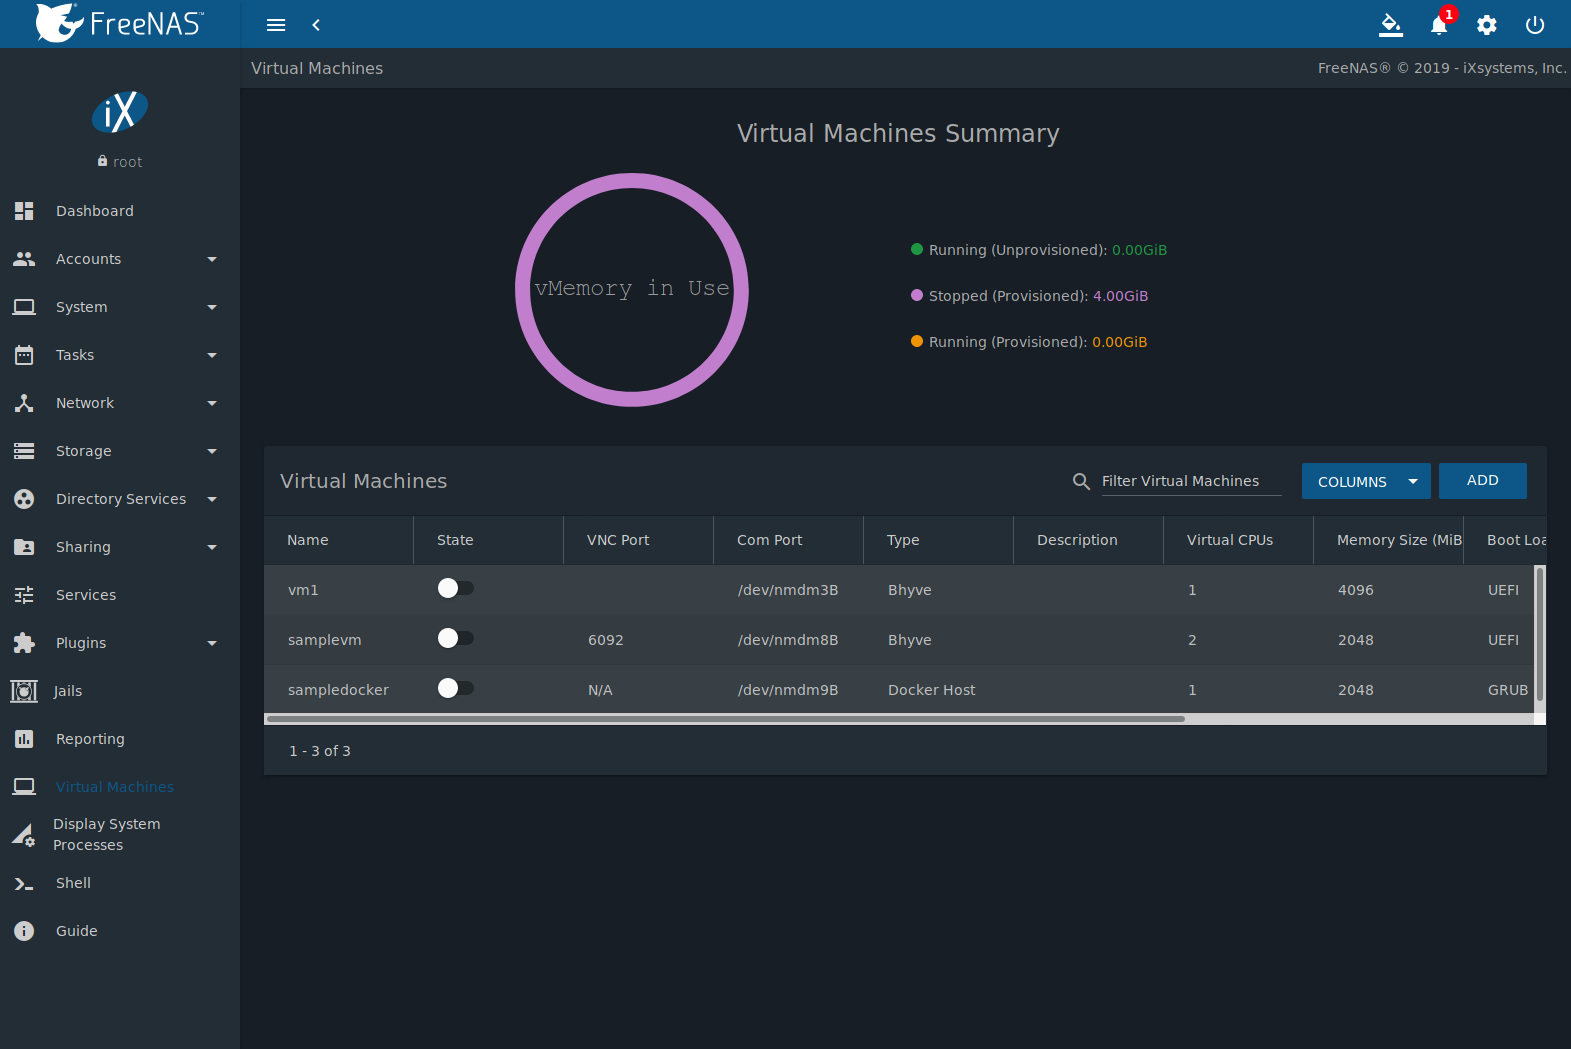 FreeNAS™
1
Virtual Machines
FreeNAS® © 2019 - iXsystems, Inc.
iX
root
Dashboard
Accounts
System
Tasks
Network
Storage
Directory Services
Sharing
Services
Plugins
Jails
Reporting
Virtual Machines
Display System
Processes
Shell
Guide
Virtual Machines Summary
vMemory in Use
Running (Unprovisioned): 0.00GiB
Stopped (Provisioned): 4.00GiB
Running (Provisioned): 0.00GiB
Virtual Machines
Filter Virtual Machines
COLUMNS
ADD
Name State VNC Port Com Port Type Description Virtual CPUs Memory Size (MiB Boot Loa
vm1 /dev/nmdm3B Bhyve 1 4096 UEFI
samplevm 6092 /dev/nmdm8B Bhyve 2 2048 UEFI
sampledocker N/A /dev/nmdm9B Docker Host 1 2048 GRUB
1 - 3 of 3